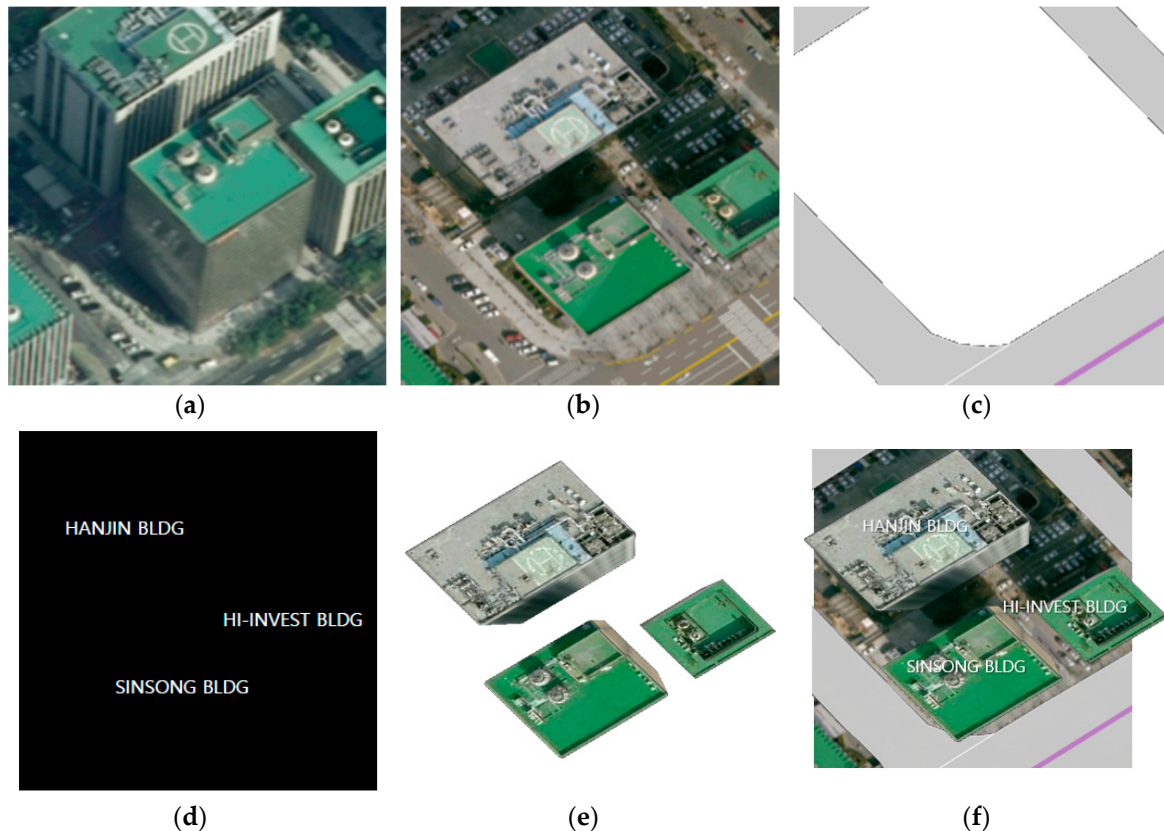 H
H
(a)
(b)
(c)
HANJIN BLDG
HI-INVEST BLDG
SINSONG BLDG
H
HANJIN BLDG
H
HI-INVEST BLDG
SINSONG BLDG
(d)
(e)
(f)